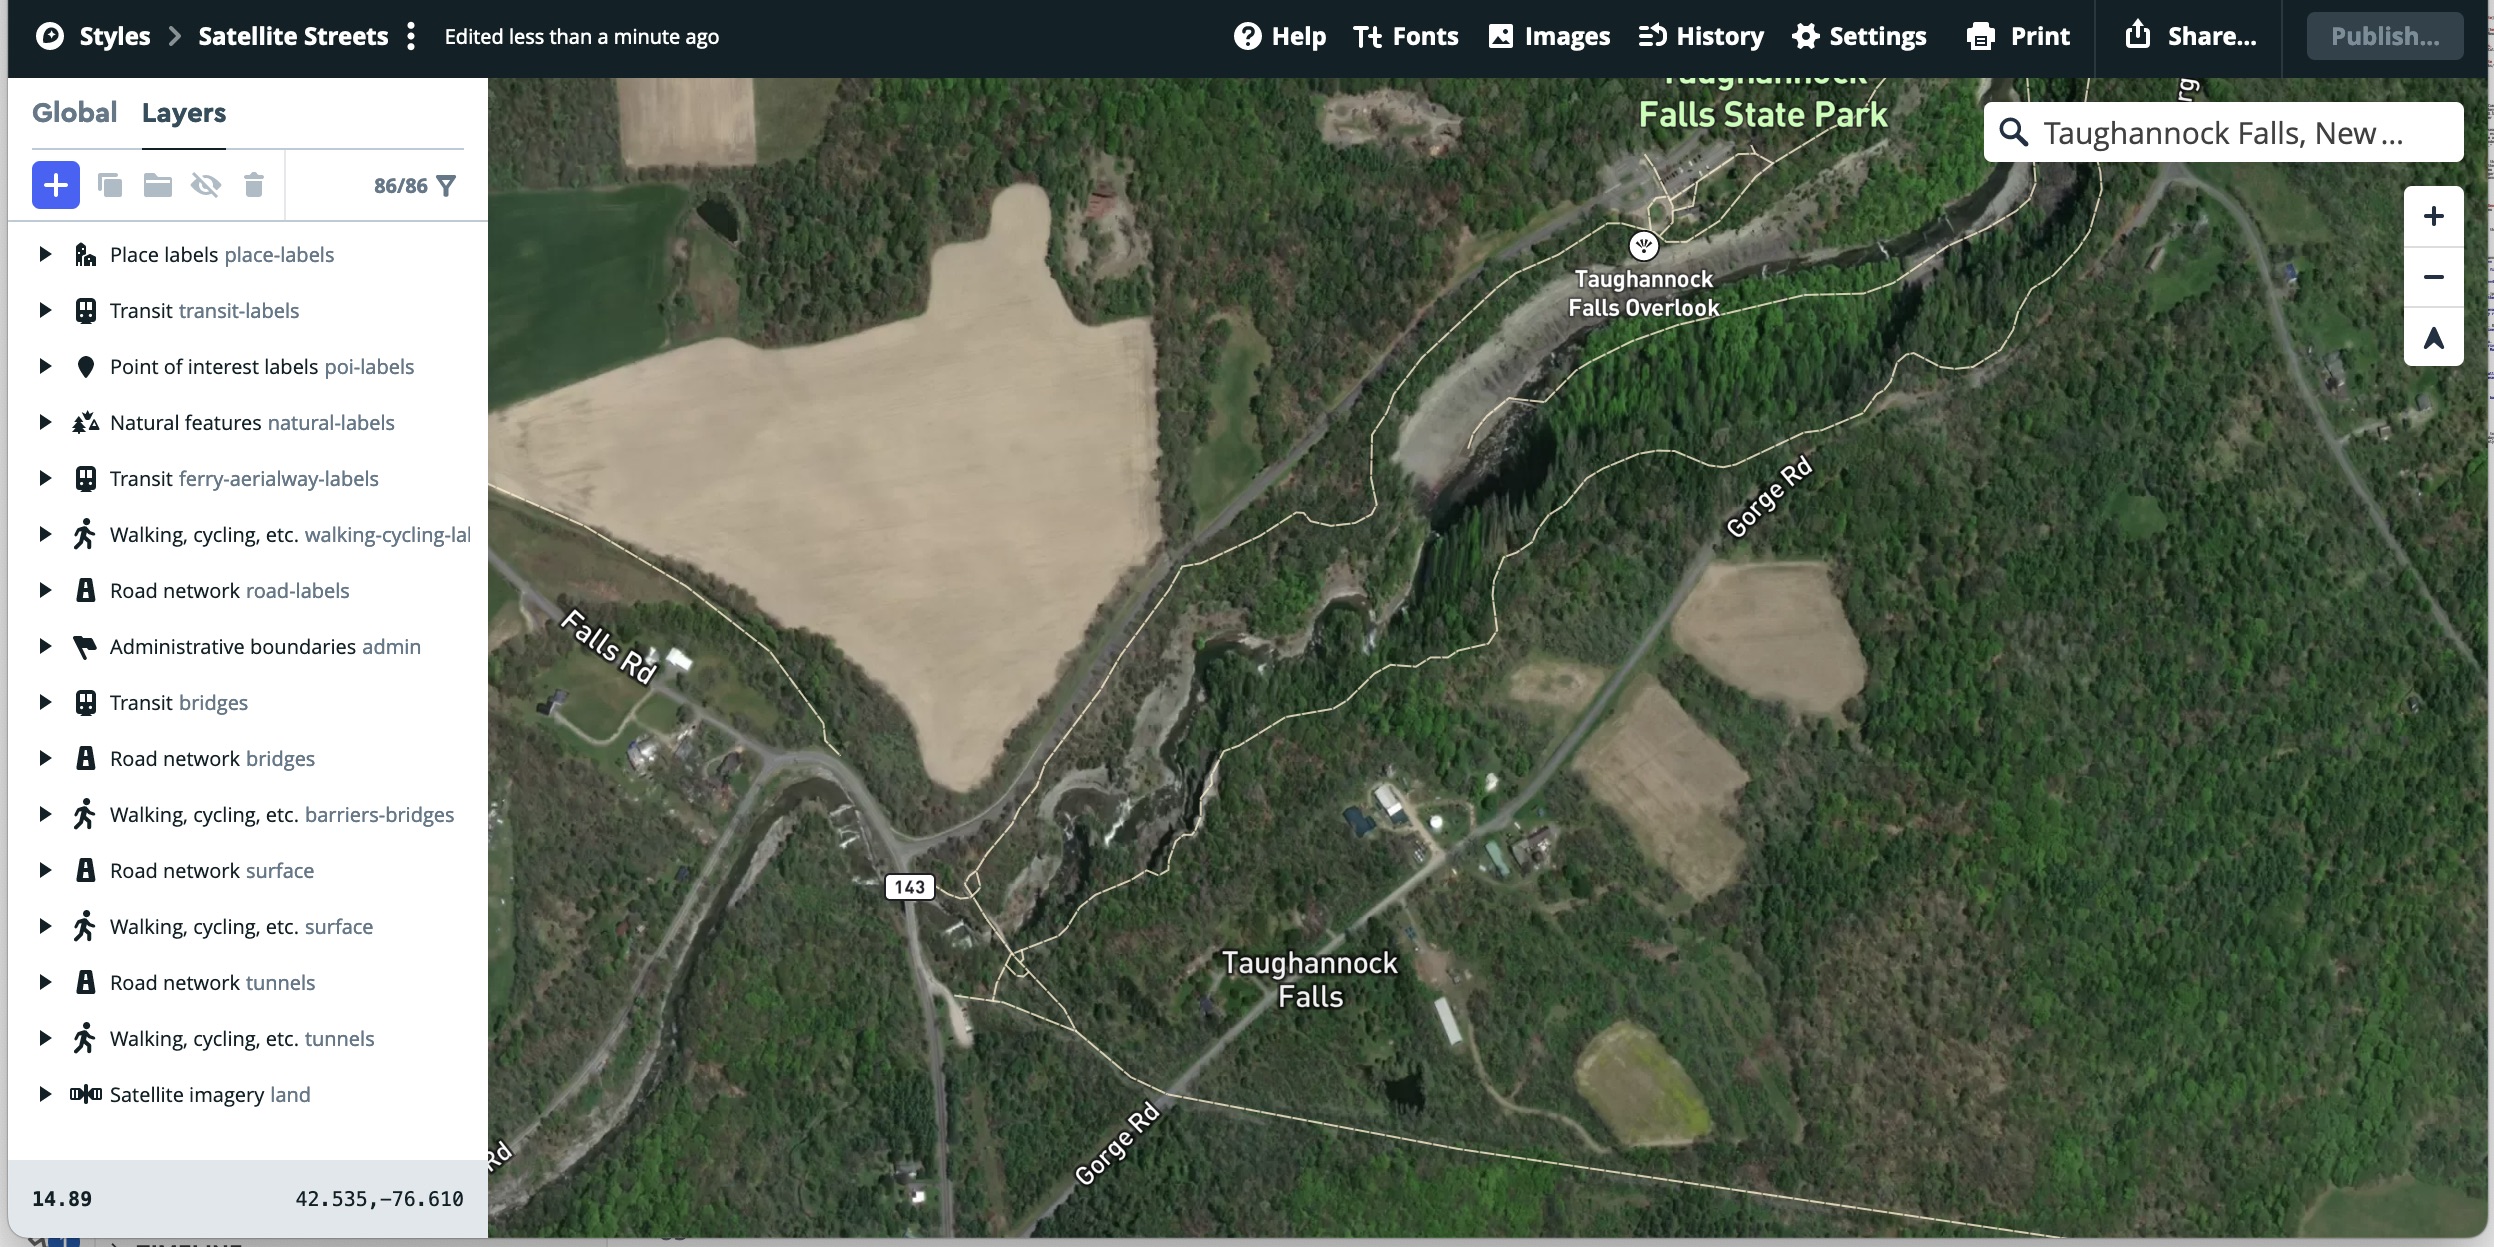 Styles > Satellite Streets Edited less than a minute ago Help Fonts Images History Settings Print Share... Publish...
Global Layers
86/86
Place labels place-labels
Transit transit-labels
Point of interest labels poi-labels
Natural features natural-labels
Transit ferry-aerialway-labels
Walking, cycling, etc. walking-cycling-lal
Road network road-labels
Administrative boundaries admin
Transit bridges
Road network bridges
Walking, cycling, etc. barriers-bridges
Road network surface
Walking, cycling, etc. surface
Road network tunnels
Walking, cycling, etc. tunnels
Satellite imagery land
14.89 42.535,-76.610
Taughannock
Falls State Park
Taughannock Falls, New ...
Taughannock
Falls Overlook
Gorge Rd
Falls Rd
143
Taughannock
Falls
Gorge Rd
Rd